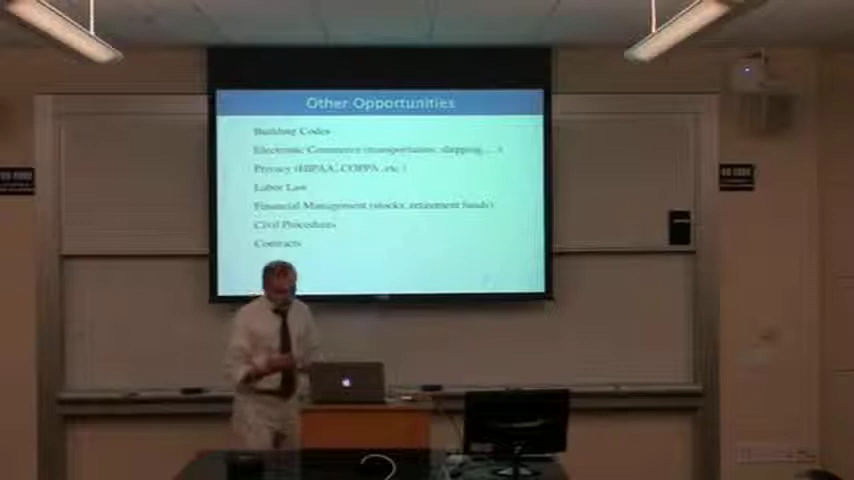 Other Opportunities
Building Codes
Electronic Commerce (transportation, shipping, ...)
Privacy (HIPAA, COPPA, etc.)
Labor Law
Financial Management (stocks, retirement funds)
Civil Procedures
Contracts